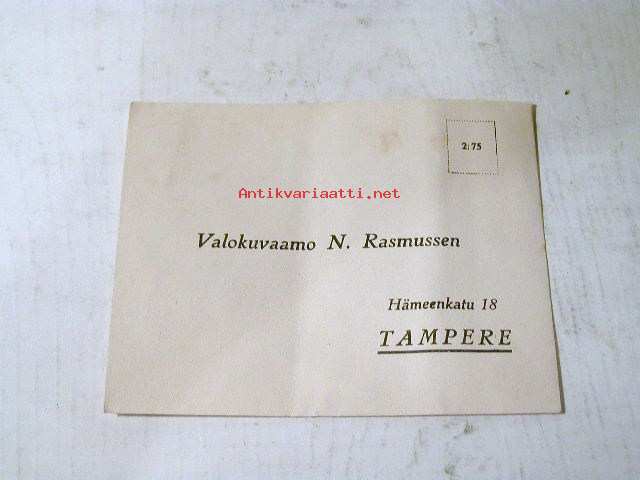 2:75
Antikvariaatti.net
Valokuvaamo N. Rasmussen
Hämeenkatu 18
TAMPERE